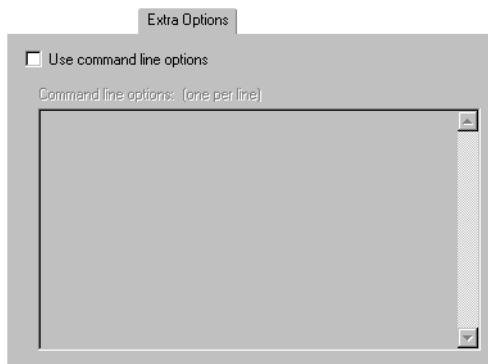 Extra Options
Use command line options
Command line options: (one per line)